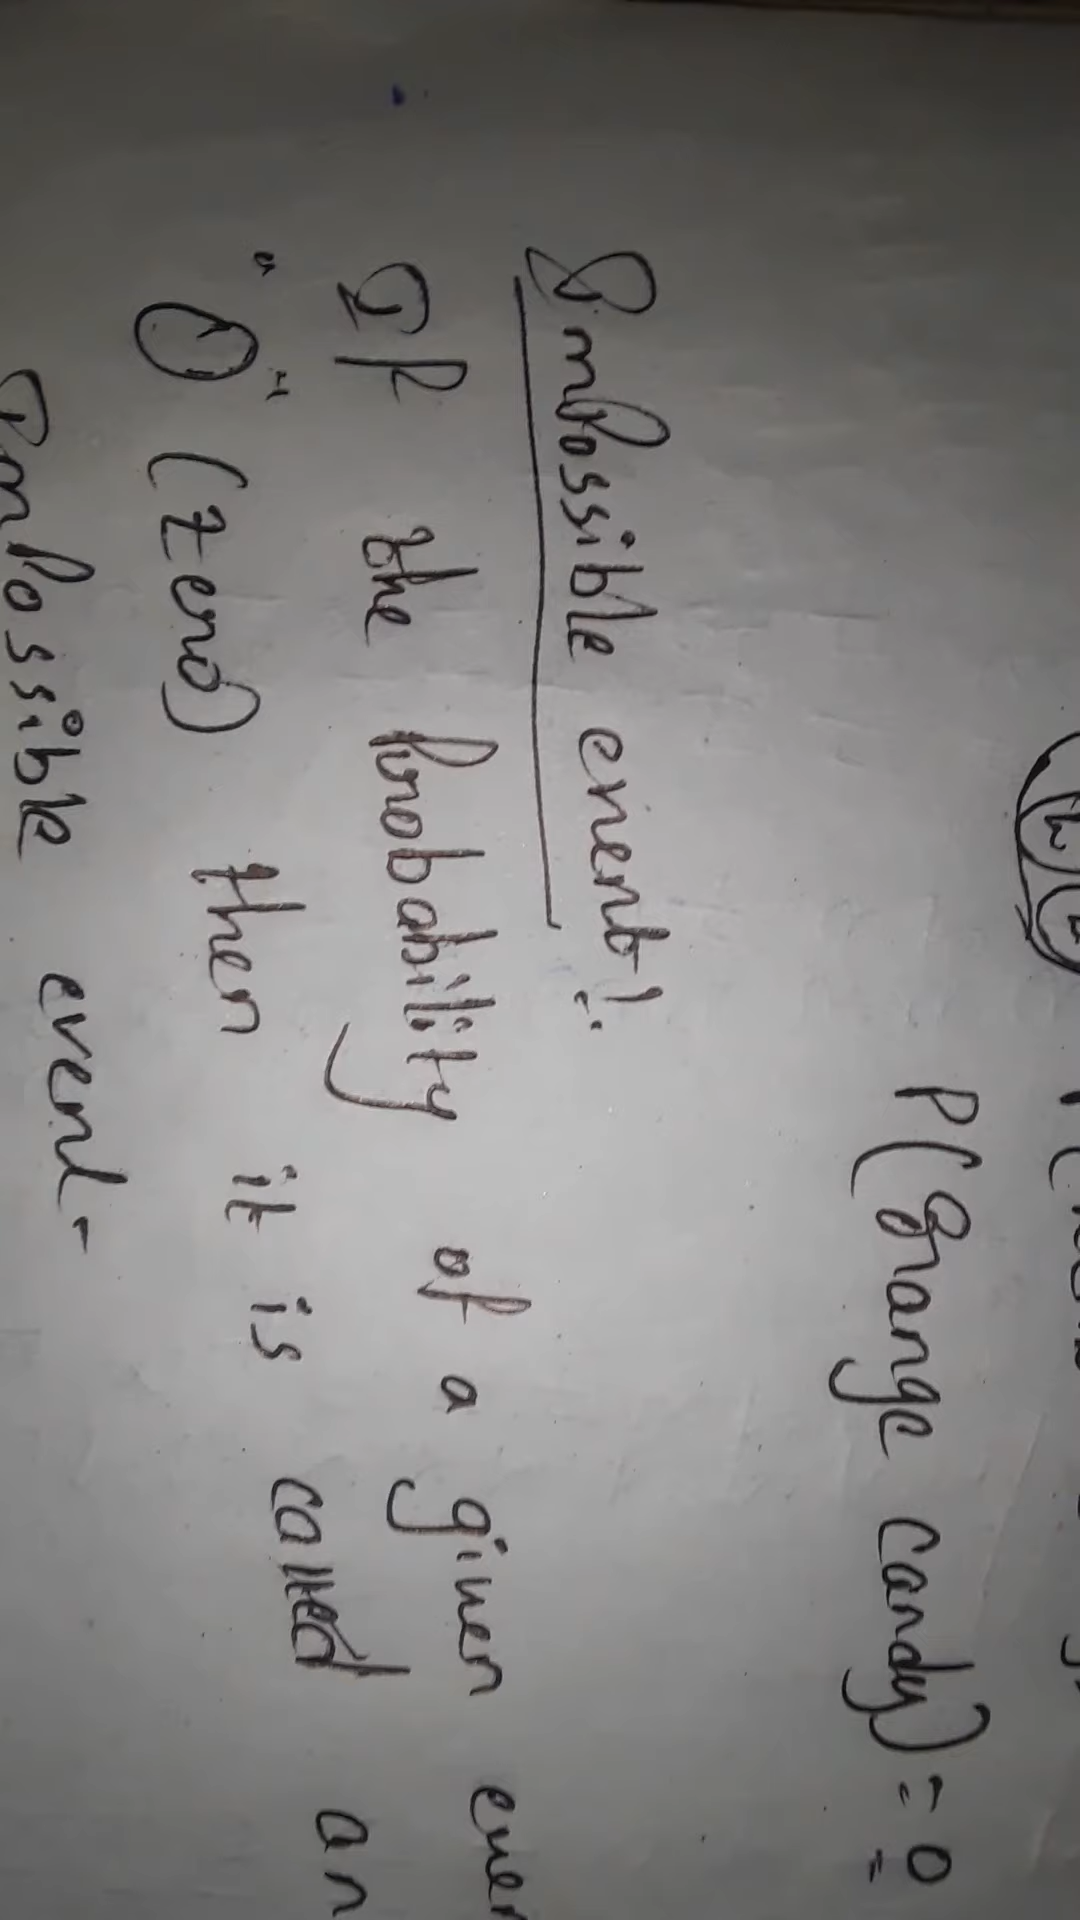 P(Orange candy) = 0
Impossible event:
If the Probability of a given even
"0" (zero) then it is called an
Impossible event-